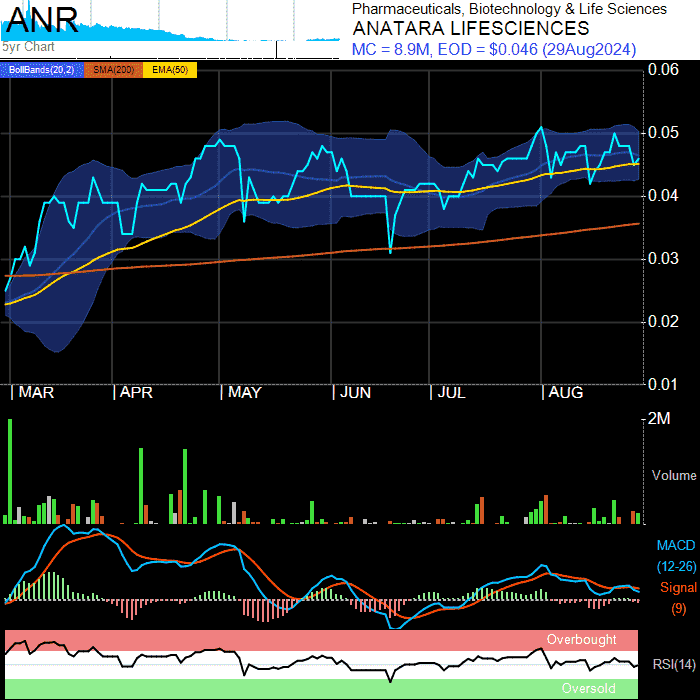 ANR
5yr Chart
Pharmaceuticals, Biotechnology & Life Sciences
ANATARA LIFESCIENCES
MC = 8.9M, EOD = $0.046 (29Aug2024)
BollBands(20,2) SMA(200) EMA(50)
0.06
0.05
0.04
0.03
0.02
0.01
MAR APR MAY JUN JUL AUG
2M
Volume
MACD
(12-26)
Signal
(9)
Overbought
RSI(14)
Oversold